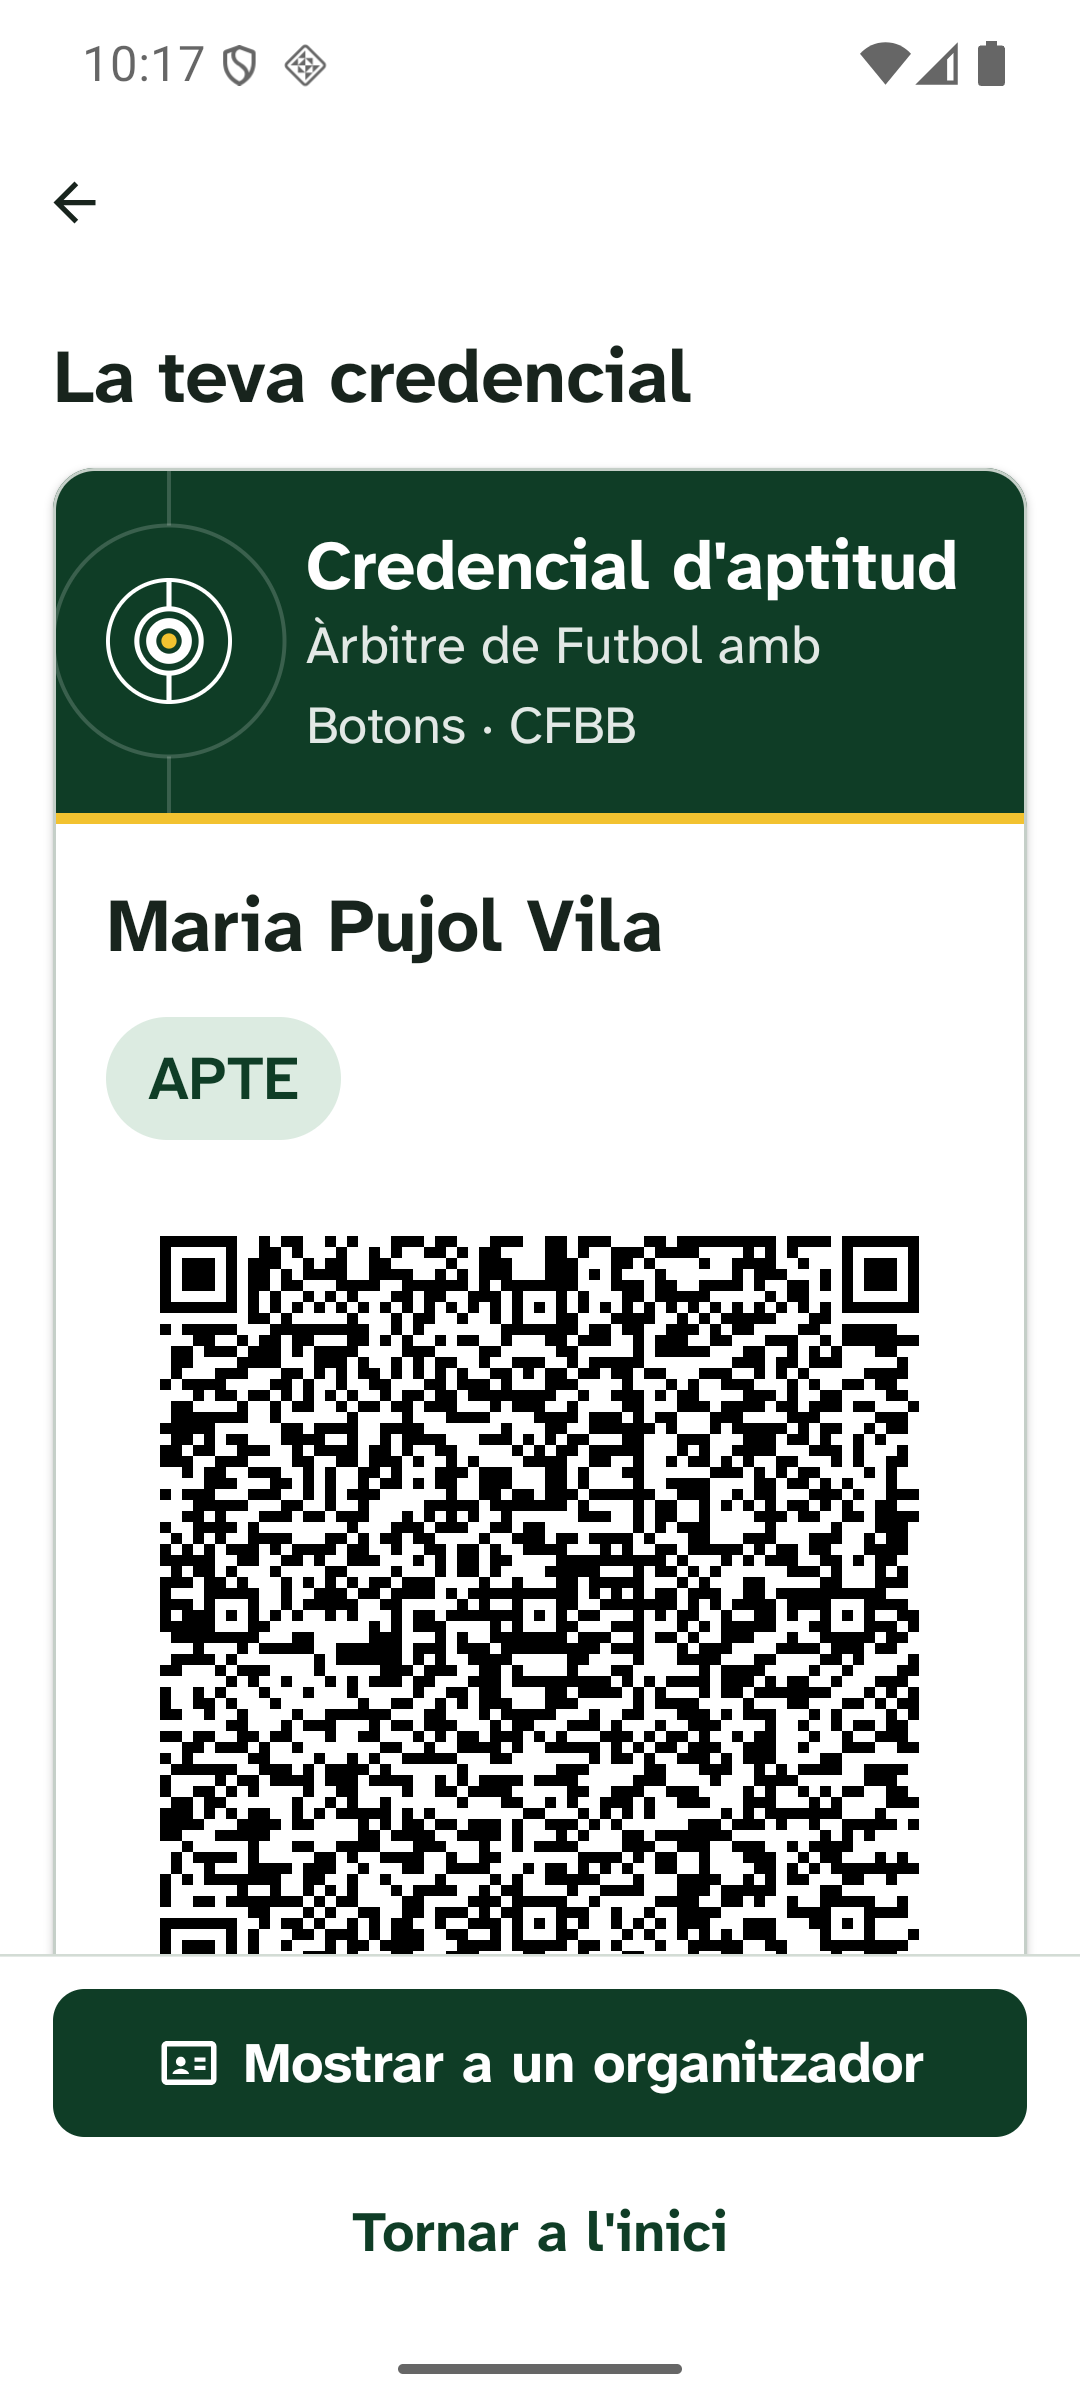 10:17
La teva credencial
Credencial d'aptitud
Àrbitre de Futbol amb
Botons · CFBB
Maria Pujol Vila
APTE
Mostrar a un organitzador
Tornar a l'inici